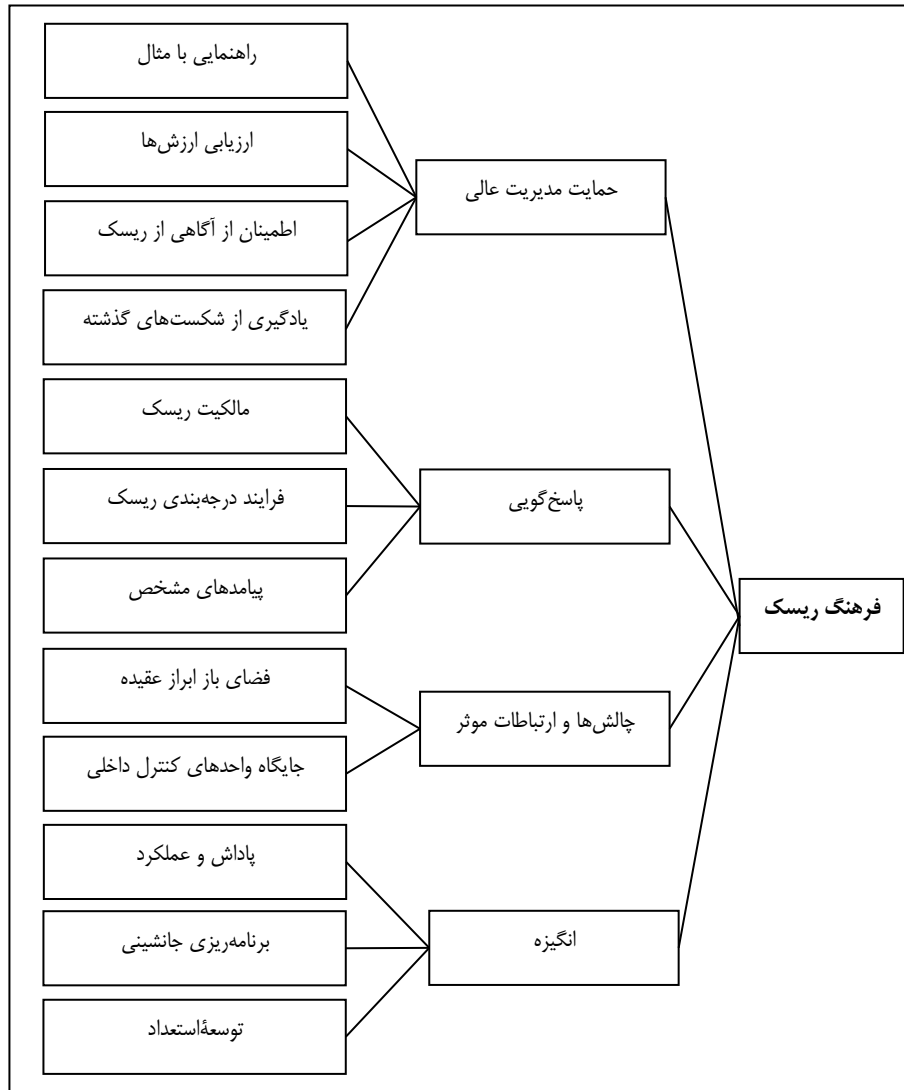 فرهنگ ریسک
حمایت مدیریت عالی
راهنمایی با مثال
ارزیابی ارزش‌ها
اطمینان از آگاهی از ریسک
یادگیری از شکست‌های گذشته
پاسخ‌گویی
مالکیت ریسک
فرایند درجه‌بندی ریسک
پیامدهای مشخص
چالش‌ها و ارتباطات موثر
فضای باز ابراز عقیده
جایگاه واحدهای کنترل داخلی
انگیزه
پاداش و عملکرد
برنامه‌ریزی جانشینی
توسعۀاستعداد